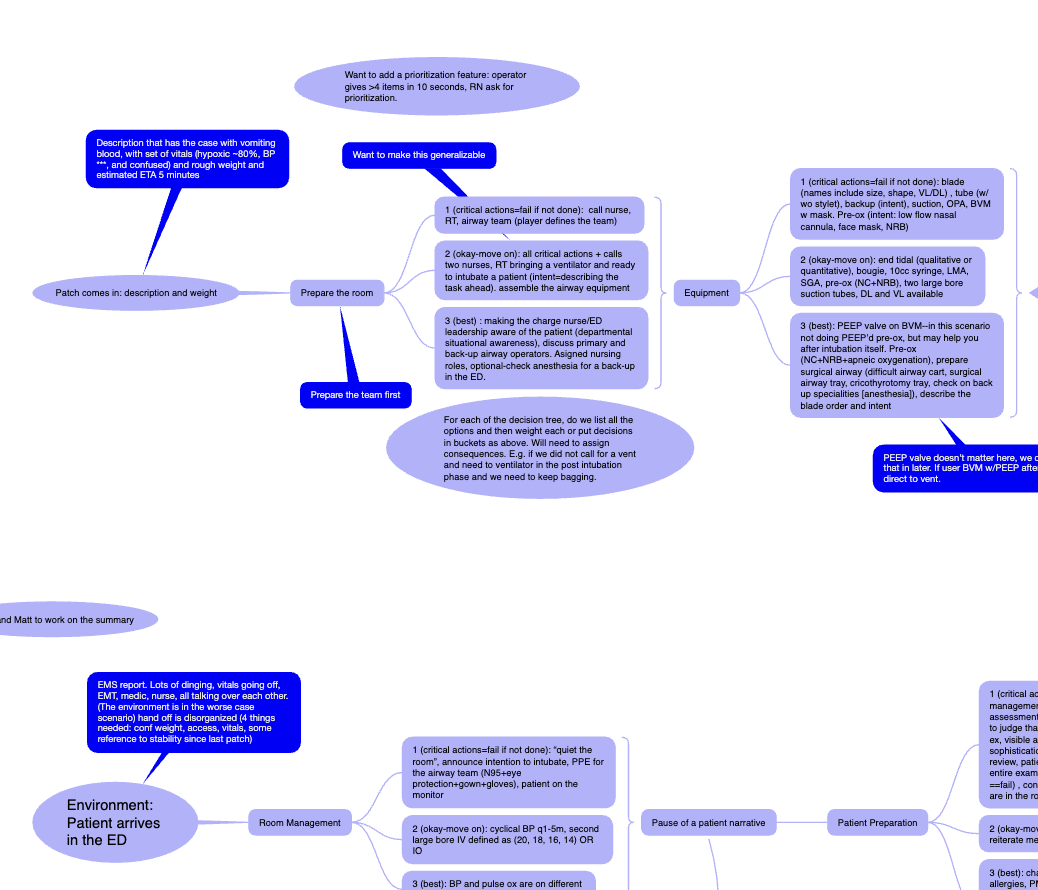 Want to add a prioritization feature: operator
gives >4 items in 10 seconds, RN ask for
prioritization.
Description that has the case with vomiting
blood, with set of vitals (hypoxic ~80%, BP
***, and confused) and rough weight and
estimated ETA 5 minutes
Want to make this generalizable
Patch comes in: description and weight
Prepare the room
1 (critical actions=fail if not done):  call nurse,
RT, airway team (player defines the team)
2 (okay-move on): all critical actions + calls
two nurses, RT bringing a ventilator and ready
to intubate a patient (intent=describing the
task ahead). assemble the airway equipment
3 (best) : making the charge nurse/ED
leadership aware of the patient (departmental
situational awareness), discuss primary and
back-up airway operators. Asigned nursing
roles, optional-check anesthesia for a back-up
in the ED.
Prepare the team first
Equipment
1 (critical actions=fail if not done): blade
(names include size, shape, VL/DL) , tube (w/
wo stylet), backup (intent), suction, OPA, BVM
w mask. Pre-ox (intent: low flow nasal
cannula, face mask, NRB)
2 (okay-move on): end tidal (qualitative or
quantitative), bougie, 10cc syringe, LMA,
SGA, pre-ox (NC+NRB), two large bore
suction tubes, DL and VL available
3 (best): PEEP valve on BVM--in this scenario
not doing PEEP'd pre-ox, but may help you
after intubation itself. Pre-ox
(NC+NRB+apneic oxygenation), prepare
surgical airway (difficult airway cart, surgical
airway tray, cricothyrotomy tray, check on back
up specialities [anesthesia]), describe the
blade order and intent
For each of the decision tree, do we list all the
options and then weight each or put decisions
in buckets as above. Will need to assign
consequences. E.g. if we did not call for a vent
and need to ventilator in the post intubation
phase and we need to keep bagging.
PEEP valve doesn't matter here, we
that in later. If user BVM w/PEEP
direct to vent.
and Matt to work on the summary
EMS report. Lots of dinging, vitals going off,
EMT, medic, nurse, all talking over each other.
(The environment is in the worse case
scenario) hand off is disorganized (4 things
needed: conf weight, access, vitals, some
reference to stability since last patch)
Environment:
Patient arrives
in the ED
Room Management
1 (critical actions=fail if not done): "quiet the
room", announce intention to intubate, PPE for
the airway team (N95+eye
protection+gown+gloves), patient on the
monitor
2 (okay-move on): cyclical BP q1-5m, second
large bore IV defined as (20, 18, 16, 14) OR
IO
3 (best): BP and pulse ox are on different
Pause of a patient narrative
Patient Preparation
1 (critical
to judge
ex, visible
review,
entire
==fail) ,
are in the
2
reiterate
3 (best):
allergies,